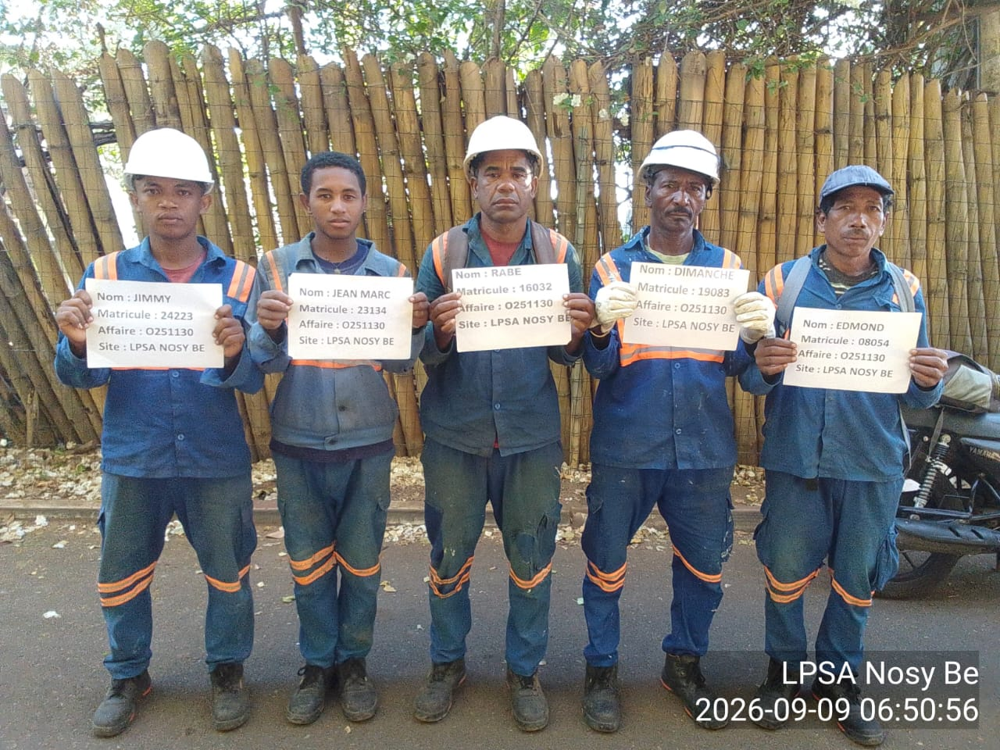 Nom : JIMMY
Matricule : 24223
Affaire : O251130
Site : LPSA NOSY BE
Nom : JEAN MARC
Matricule : 23134
Affaire : O251130
Site : LPSA NOSY BE
Nom : RABE
Matricule : 16032
Affaire : O251130
Site : LPSA NOSY BE
Nom : DIMANCHE
Matricule : 19083
Affaire : O251130
Site : LPSA NOSY BE
Nom : EDMOND
Matricule : 08054
Affaire : O251130
Site : LPSA NOSY BE
YAMAHA
LPSA Nosy Be
2026-09-09 06:50:56